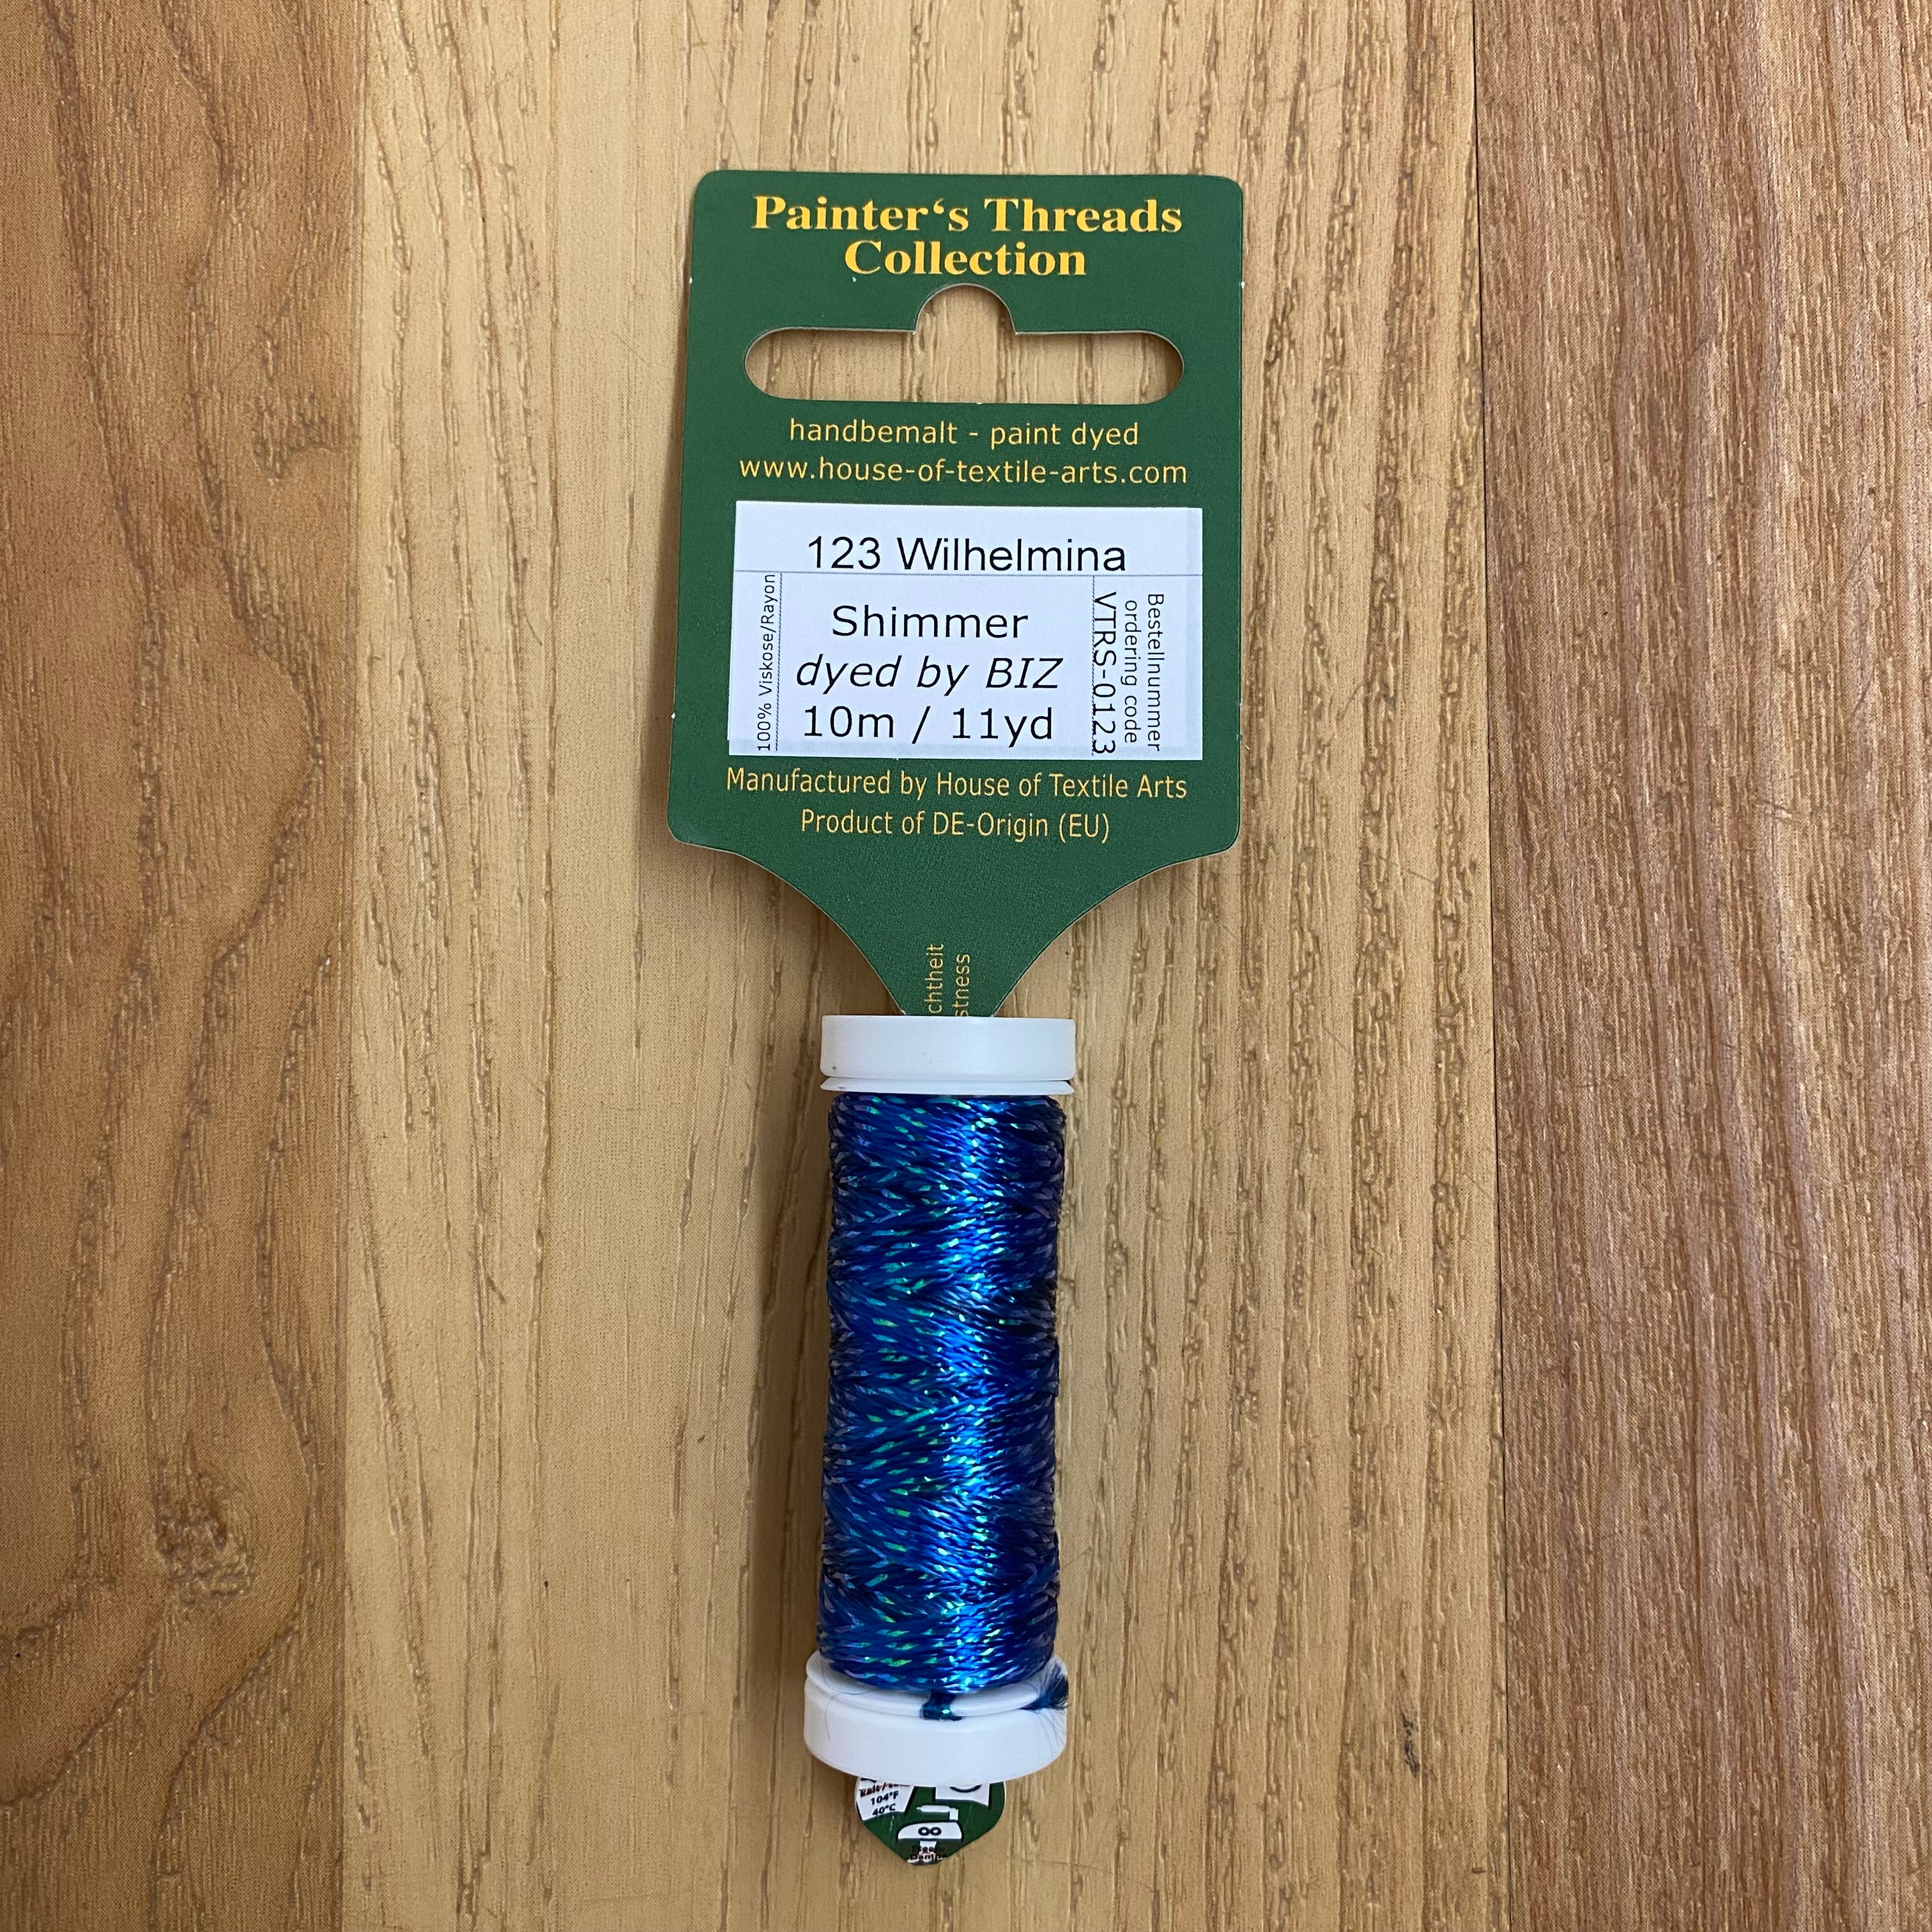 Painter‘s Threads
Collection
handbemalt - paint dyed
www.house-of-textile-arts.com
123 Wilhelmina
100% Viskose/Rayon
Shimmer
dyed by BIZ
10m / 11yd
Bestellnummer
ordering code
VTRS-0123
Manufactured by House of Textile Arts
Product of DE-Origin (EU)
chtheit
stness
104°F
40°C